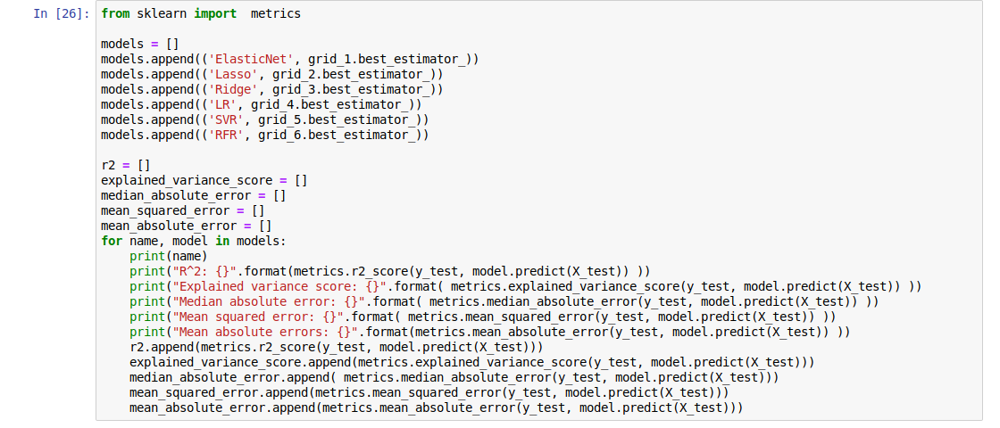 In [26]: from sklearn import  metrics

models = []
models.append(('ElasticNet', grid_1.best_estimator_))
models.append(('Lasso', grid_2.best_estimator_))
models.append(('Ridge', grid_3.best_estimator_))
models.append(('LR', grid_4.best_estimator_))
models.append(('SVR', grid_5.best_estimator_))
models.append(('RFR', grid_6.best_estimator_))

r2 = []
explained_variance_score = []
median_absolute_error = []
mean_squared_error = []
mean_absolute_error = []
for name, model in models:
    print(name)
    print("R^2: {}".format(metrics.r2_score(y_test, model.predict(X_test)) ))
    print("Explained variance score: {}".format( metrics.explained_variance_score(y_test, model.predict(X_test)) ))
    print("Median absolute error: {}".format( metrics.median_absolute_error(y_test, model.predict(X_test)) ))
    print("Mean squared error: {}".format( metrics.mean_squared_error(y_test, model.predict(X_test)) ))
    print("Mean absolute errors: {}".format(metrics.mean_absolute_error(y_test, model.predict(X_test)) ))
    r2.append(metrics.r2_score(y_test, model.predict(X_test)))
    explained_variance_score.append(metrics.explained_variance_score(y_test, model.predict(X_test)))
    median_absolute_error.append( metrics.median_absolute_error(y_test, model.predict(X_test)))
    mean_squared_error.append(metrics.mean_squared_error(y_test, model.predict(X_test)))
    mean_absolute_error.append(metrics.mean_absolute_error(y_test, model.predict(X_test)))